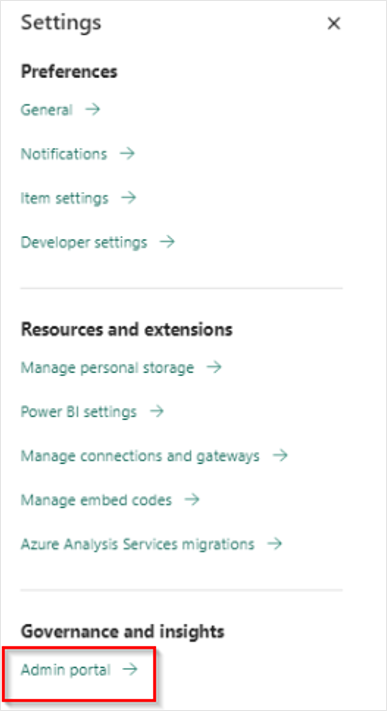 Settings
Preferences
General
Notifications
Item settings
Developer settings
Resources and extensions
Manage personal storage
Power BI settings
Manage connections and gateways
Manage embed codes
Azure Analysis Services migrations
Governance and insights
Admin portal